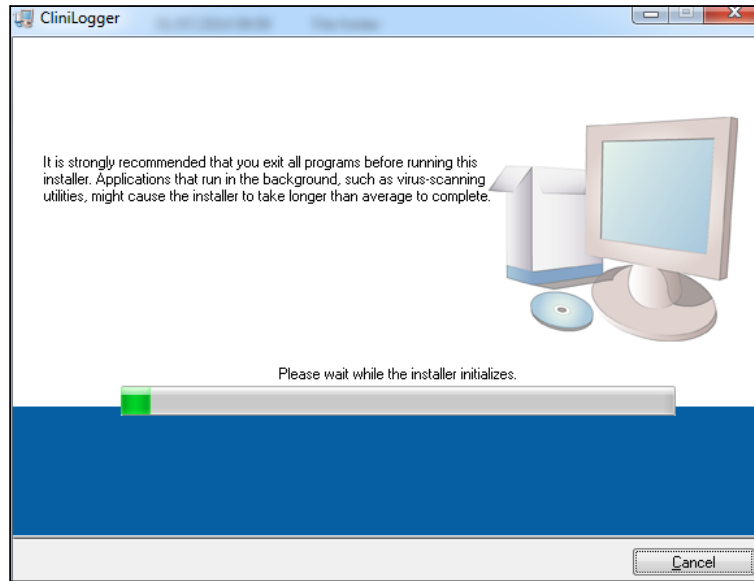 CliniLogger
It is strongly recommended that you exit all programs before running this
installer. Applications that run in the background, such as virus-scanning
utilities, might cause the installer to take longer than average to complete.
Please wait while the installer initializes.
Cancel